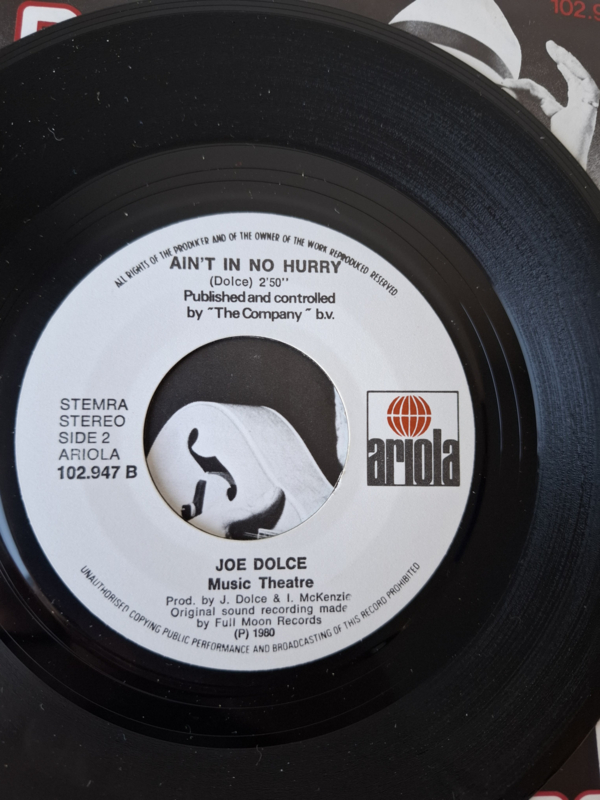 102.9
ALL RIGHTS OF THE PRODUCER AND OF THE OWNER OF THE WORK REPRODUCED RESERVED.
AIN'T IN NO HURRY
(Dolce) 2'50''
Published and controlled
by "The Company" b.v.
STEMRA
STEREO
SIDE 2
ARIOLA
102.947 B
ariola
JOE DOLCE
Music Theatre
Prod. by J. Dolce & I. McKenzie
Original sound recording made
by Full Moon Records
(P) 1980
UNAUTHORISED COPYING PUBLIC PERFORMANCE AND BROADCASTING OF THIS RECORD PROHIBITED